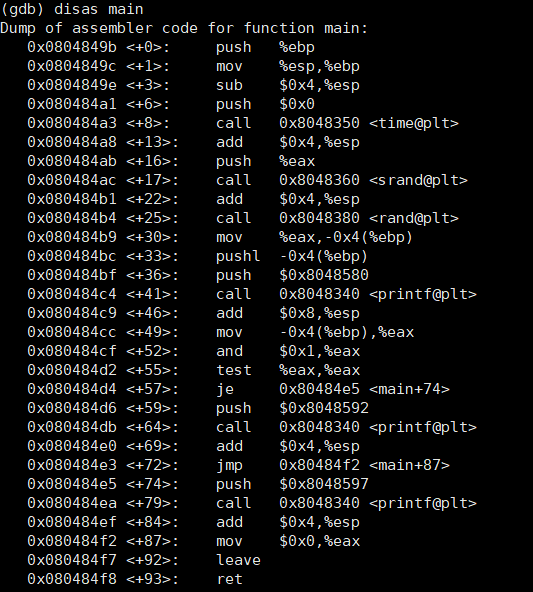 (gdb) disas main
Dump of assembler code for function main:
   0x0804849b <+0>:     push   %ebp
   0x0804849c <+1>:     mov    %esp,%ebp
   0x0804849e <+3>:     sub    $0x4,%esp
   0x080484a1 <+6>:     push   $0x0
   0x080484a3 <+8>:     call   0x8048350 <time@plt>
   0x080484a8 <+13>:    add    $0x4,%esp
   0x080484ab <+16>:    push   %eax
   0x080484ac <+17>:    call   0x8048360 <srand@plt>
   0x080484b1 <+22>:    add    $0x4,%esp
   0x080484b4 <+25>:    call   0x8048380 <rand@plt>
   0x080484b9 <+30>:    mov    %eax,-0x4(%ebp)
   0x080484bc <+33>:    pushl  -0x4(%ebp)
   0x080484bf <+36>:    push   $0x8048580
   0x080484c4 <+41>:    call   0x8048340 <printf@plt>
   0x080484c9 <+46>:    add    $0x8,%esp
   0x080484cc <+49>:    mov    -0x4(%ebp),%eax
   0x080484cf <+52>:    and    $0x1,%eax
   0x080484d2 <+55>:    test   %eax,%eax
   0x080484d4 <+57>:    je     0x80484e5 <main+74>
   0x080484d6 <+59>:    push   $0x8048592
   0x080484db <+64>:    call   0x8048340 <printf@plt>
   0x080484e0 <+69>:    add    $0x4,%esp
   0x080484e3 <+72>:    jmp    0x80484f2 <main+87>
   0x080484e5 <+74>:    push   $0x8048597
   0x080484ea <+79>:    call   0x8048340 <printf@plt>
   0x080484ef <+84>:    add    $0x4,%esp
   0x080484f2 <+87>:    mov    $0x0,%eax
   0x080484f7 <+92>:    leave
   0x080484f8 <+93>:    ret